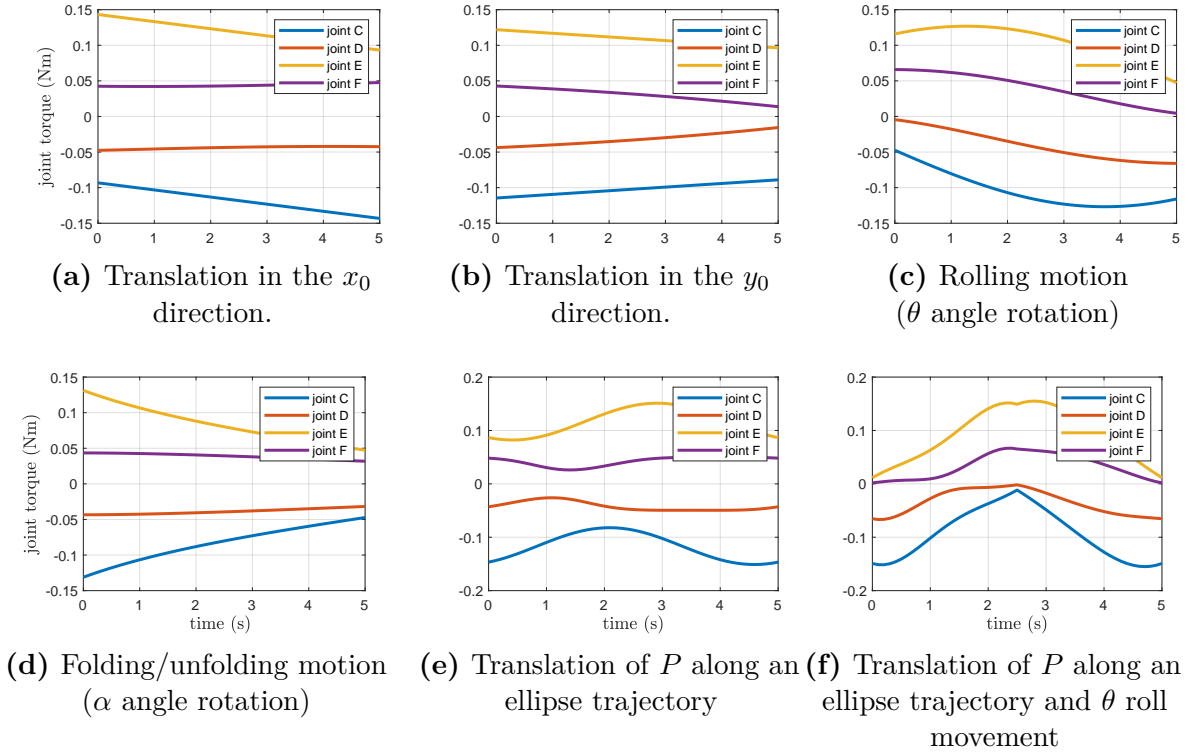 0.15
0.1
0.05
0
-0.05
-0.1
-0.15
joint torque (Nm)
0 1 2 3 4 5
joint C
joint D
joint E
joint F
(a) Translation in the x0
direction.
0.15
0.1
0.05
0
-0.05
-0.1
-0.15
0 1 2 3 4 5
joint C
joint D
joint E
joint F
(b) Translation in the y0
direction.
0.15
0.1
0.05
0
-0.05
-0.1
-0.15
0 1 2 3 4 5
joint C
joint D
joint E
joint F
(c) Rolling motion
(θ angle rotation)
0.15
0.1
0.05
0
-0.05
-0.1
-0.15
joint torque (Nm)
0 1 2 3 4 5
time (s)
joint C
joint D
joint E
joint F
(d) Folding/unfolding motion
(α angle rotation)
0.2
0.1
0
-0.1
-0.2
0 1 2 3 4 5
time (s)
joint C
joint D
joint E
joint F
(e) Translation of P along an
ellipse trajectory
0.2
0.1
0
-0.1
-0.2
0 1 2 3 4 5
time (s)
joint C
joint D
joint E
joint F
(f) Translation of P along an
ellipse trajectory and θ roll
movement